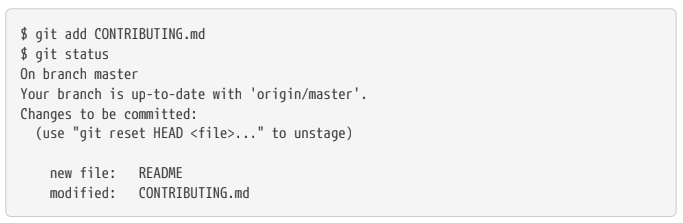 $ git add CONTRIBUTING.md
$ git status
On branch master
Your branch is up-to-date with 'origin/master'.
Changes to be committed:
  (use "git reset HEAD <file>..." to unstage)

    new file:   README
    modified:   CONTRIBUTING.md